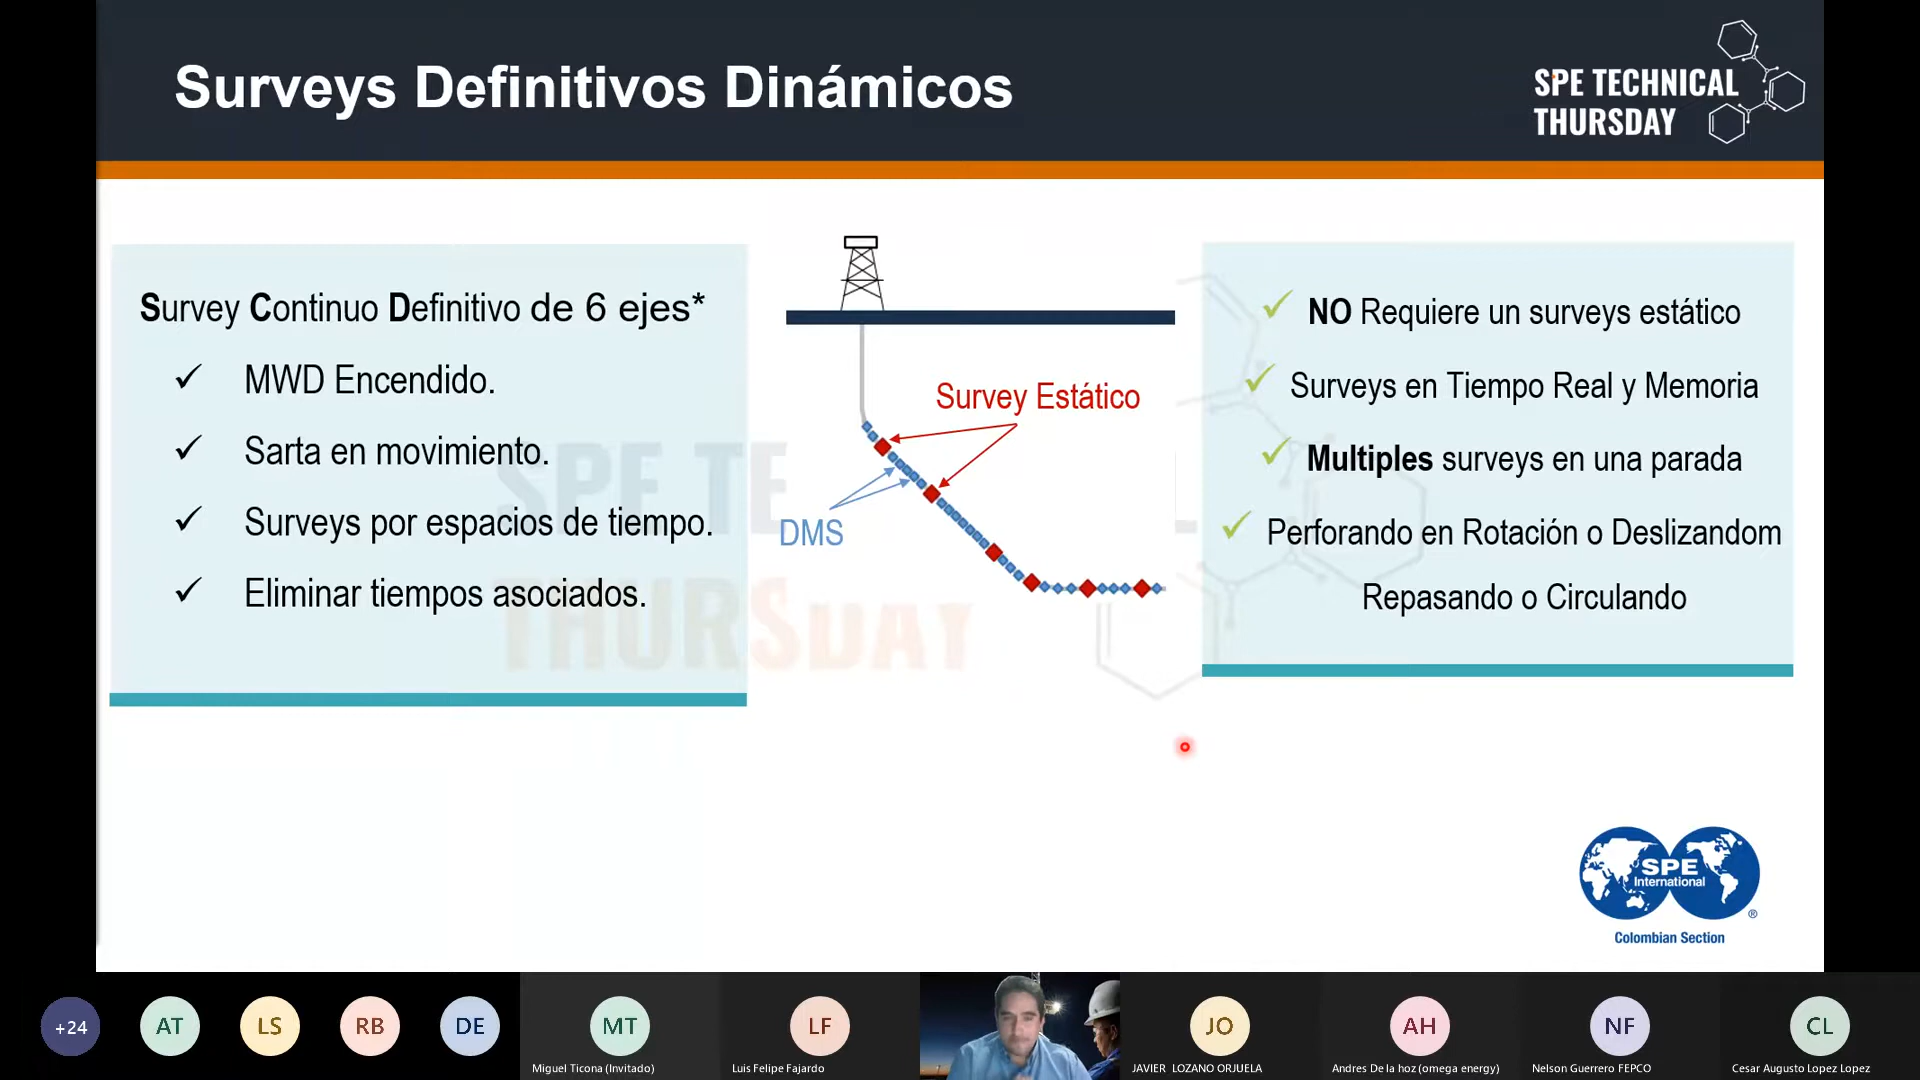 Surveys Definitivos Dinámicos
SPE TECHNICAL
THURSDAY
Survey Continuo Definitivo de 6 ejes*
MWD Encendido.
Sarta en movimiento.
Surveys por espacios de tiempo.
Eliminar tiempos asociados.
Survey Estático
DMS
NO Requiere un surveys estático
Surveys en Tiempo Real y Memoria
Multiples surveys en una parada
Perforando en Rotación o Deslizandom
Repasando o Circulando
SPE TE
THURSDAY
SPE
International
®
Colombian Section
+24
AT
LS
RB
DE
MT
Miguel Ticona (Invitado)
LF
Luis Felipe Fajardo
JO
JAVIER LOZANO ORJUELA
AH
Andres De la hoz (omega energy)
NF
Nelson Guerrero FEPCO
CL
Cesar Augusto Lopez Lopez